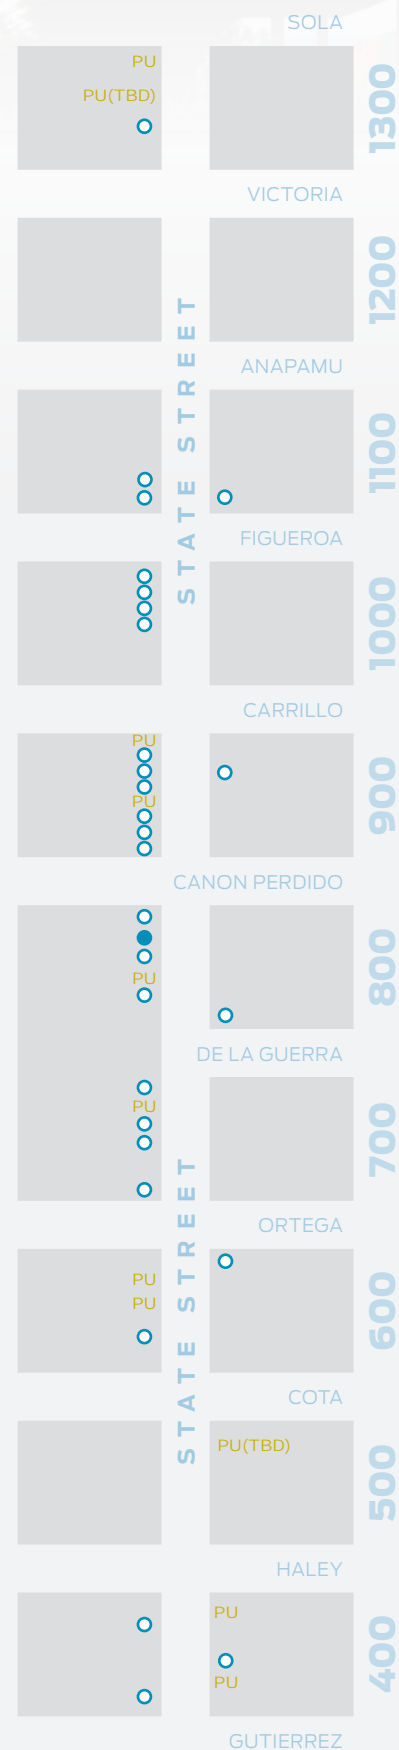 SOLA
PU
PU(TBD)
1300
VICTORIA
1200
STATE STREET
ANAPAMU
1100
FIGUEROA
1000
CARRILLO
PU
PU
900
CANON PERDIDO
PU
800
DE LA GUERRA
PU
700
STATE STREET
ORTEGA
PU
PU
600
COTA
PU(TBD)
500
HALEY
PU
PU
400
GUTIERREZ